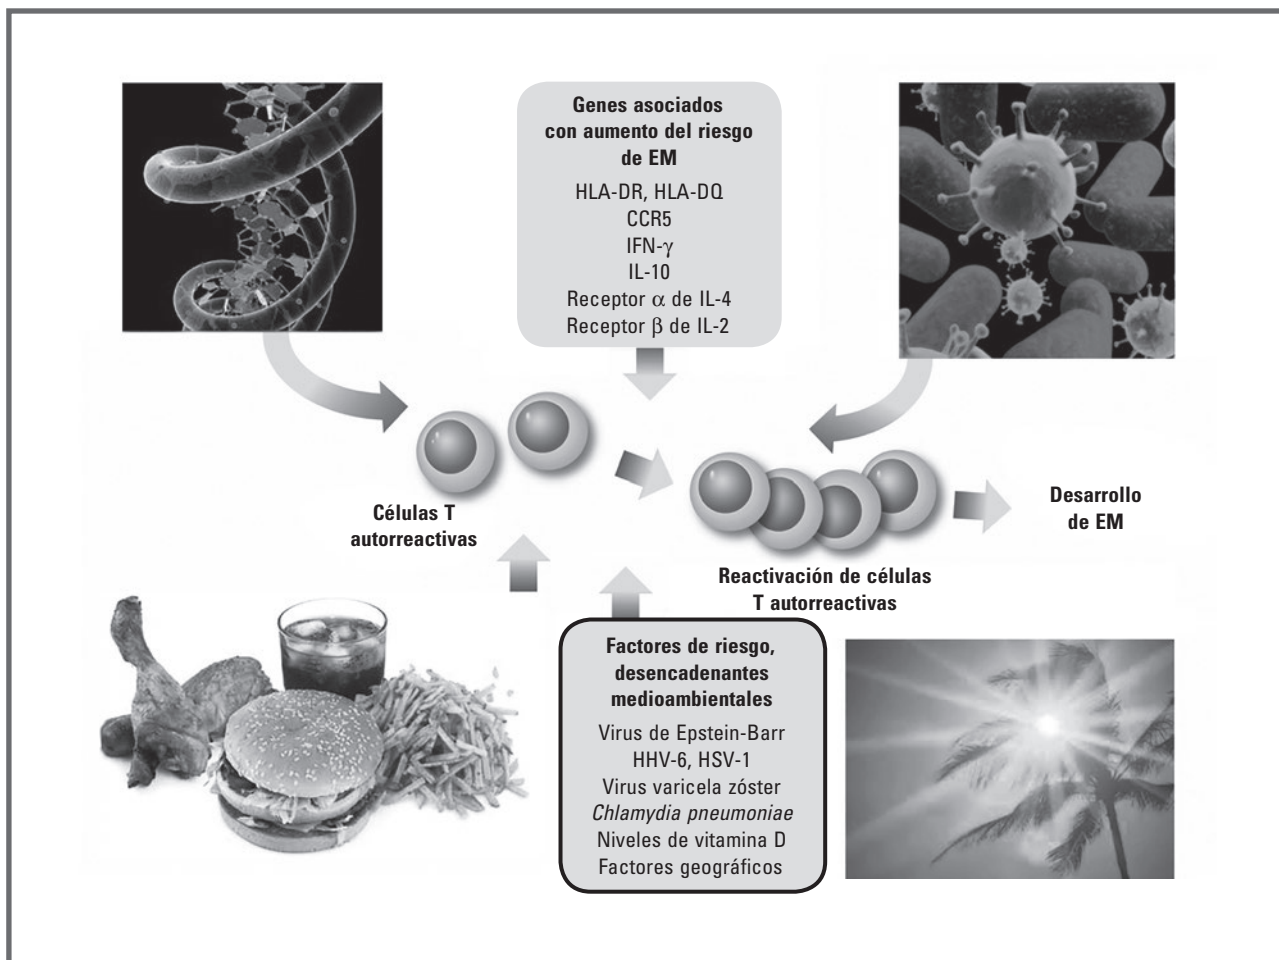 Genes asociados
con aumento del riesgo
de EM
HLA-DR, HLA-DQ
CCR5
IFN-γ
IL-10
Receptor α de IL-4
Receptor β de IL-2
Células T
autorreactivas
Reactivación de células
T autorreactivas
Desarrollo
de EM
Factores de riesgo,
desencadenantes
medioambientales
Virus de Epstein-Barr
HHV-6, HSV-1
Virus varicela zóster
Chlamydia pneumoniae
Niveles de vitamina D
Factores geográficos